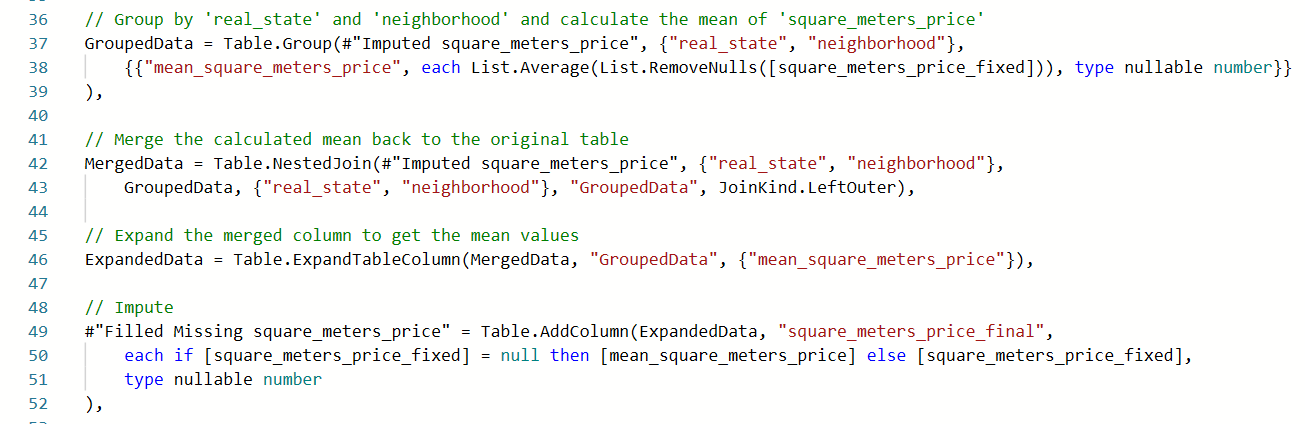 36 // Group by 'real_state' and 'neighborhood' and calculate the mean of 'square_meters_price'
37 GroupedData = Table.Group(#"Imputed square_meters_price", {"real_state", "neighborhood"},
38 {{"mean_square_meters_price", each List.Average(List.RemoveNulls([square_meters_price_fixed])), type nullable number}}
39 ),
40
41 // Merge the calculated mean back to the original table
42 MergedData = Table.NestedJoin(#"Imputed square_meters_price", {"real_state", "neighborhood"},
43 GroupedData, {"real_state", "neighborhood"}, "GroupedData", JoinKind.LeftOuter),
44
45 // Expand the merged column to get the mean values
46 ExpandedData = Table.ExpandTableColumn(MergedData, "GroupedData", {"mean_square_meters_price"}),
47
48 // Impute
49 #"Filled Missing square_meters_price" = Table.AddColumn(ExpandedData, "square_meters_price_final",
50 each if [square_meters_price_fixed] = null then [mean_square_meters_price] else [square_meters_price_fixed],
51 type nullable number
52 ),